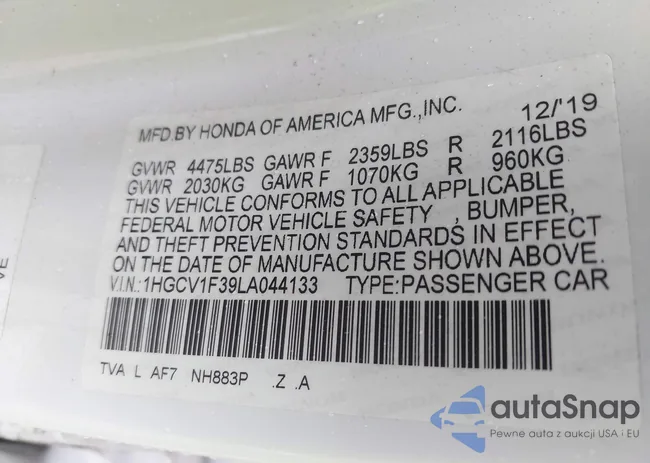 MFD.BY HONDA OF AMERICA MFG.,INC. 12/'19
GVWR 4475LBS GAWR F 2359LBS R 2116LBS
GVWR 2030KG GAWR F 1070KG R 960KG
THIS VEHICLE CONFORMS TO ALL APPLICABLE
FEDERAL MOTOR VEHICLE SAFETY , BUMPER,
AND THEFT PREVENTION STANDARDS IN EFFECT
ON THE DATE OF MANUFACTURE SHOWN ABOVE.
V.I.N.:1HGCV1F39LA044133 TYPE:PASSENGER CAR
TVA L AF7 NH883P .Z .A
VE
autaSnap
Pewne auta z aukcji USA i EU